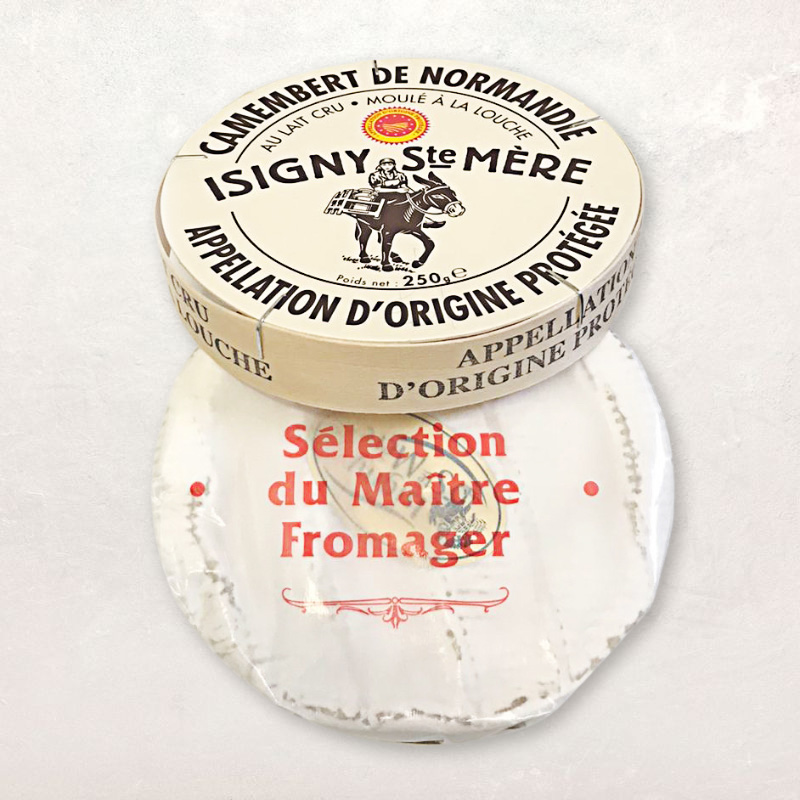 CAMEMBERT DE NORMANDIE
AU LAIT CRU • MOULÉ À LA LOUCHE
ISIGNY Ste MÈRE
Poids net : 250g e
APPELLATION D'ORIGINE PROTÉGÉE
CRU
LOUCHE
APPELLATION
D'ORIGINE
Sélection
• du Maître •
Fromager